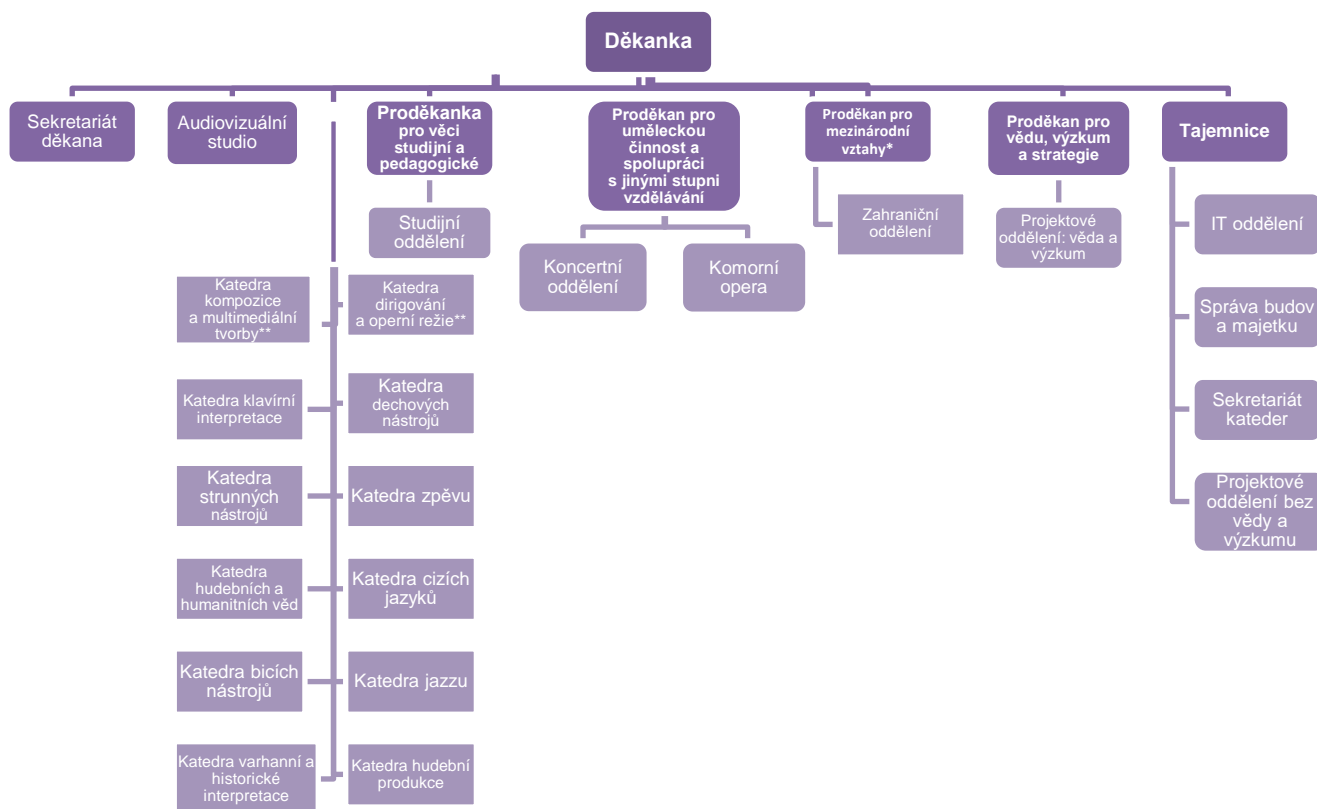 Děkanka
Sekretariát
děkana
Audiovizuální
studio
Proděkanka
pro věci
studijní a
pedagogické
Proděkan pro
uměleckou
činnost a
spolupráci
s jinými stupni
vzdělávání
Proděkan pro
mezinárodní
vztahy*
Proděkan pro
vědu, výzkum
a strategie
Tajemnice
Studijní
oddělení
Koncertní
oddělení
Komorní
opera
Zahraniční
oddělení
Projektové
oddělení: věda a
výzkum
IT oddělení
Správa budov
a majetku
Sekretariát
kateder
Projektové
oddělení bez
vědy a
výzkumu
Katedra
kompozice
a multimediální
tvorby**
Katedra
dirigování
a operní režie**
Katedra klavírní
interpretace
Katedra
dechových
nástrojů
Katedra
strunných
nástrojů
Katedra zpěvu
Katedra
hudebních a
humanitních věd
Katedra cizích
jazyků
Katedra bicích
nástrojů
Katedra jazzu
Katedra varhanní a
historické
interpretace
Katedra hudební
produkce